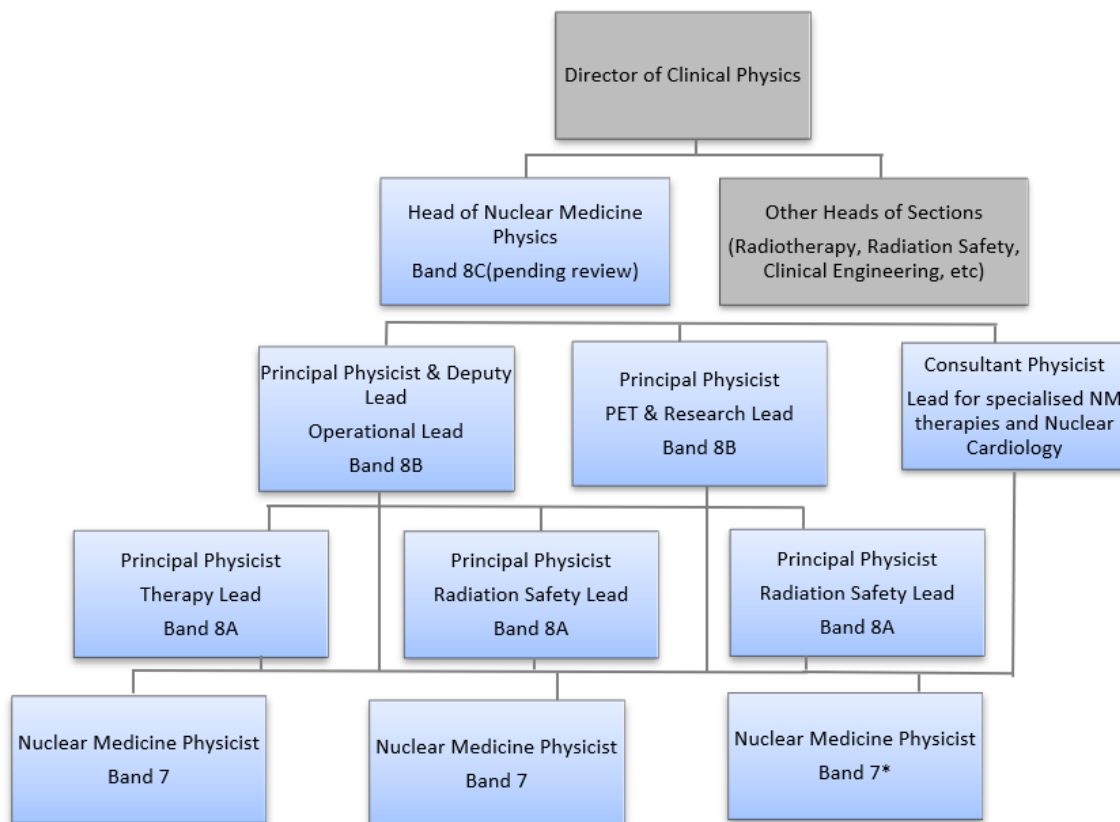 Director of Clinical Physics
Head of Nuclear Medicine
Physics
Band 8C(pending review)
Other Heads of Sections
(Radiotherapy, Radiation Safety,
Clinical Engineering, etc)
Principal Physicist & Deputy
Lead
Operational Lead
Band 8B
Principal Physicist
PET & Research Lead
Band 8B
Consultant Physicist
Lead for specialised NM
therapies and Nuclear
Cardiology
Principal Physicist
Therapy Lead
Band 8A
Principal Physicist
Radiation Safety Lead
Band 8A
Principal Physicist
Radiation Safety Lead
Band 8A
Nuclear Medicine Physicist
Band 7
Nuclear Medicine Physicist
Band 7
Nuclear Medicine Physicist
Band 7*